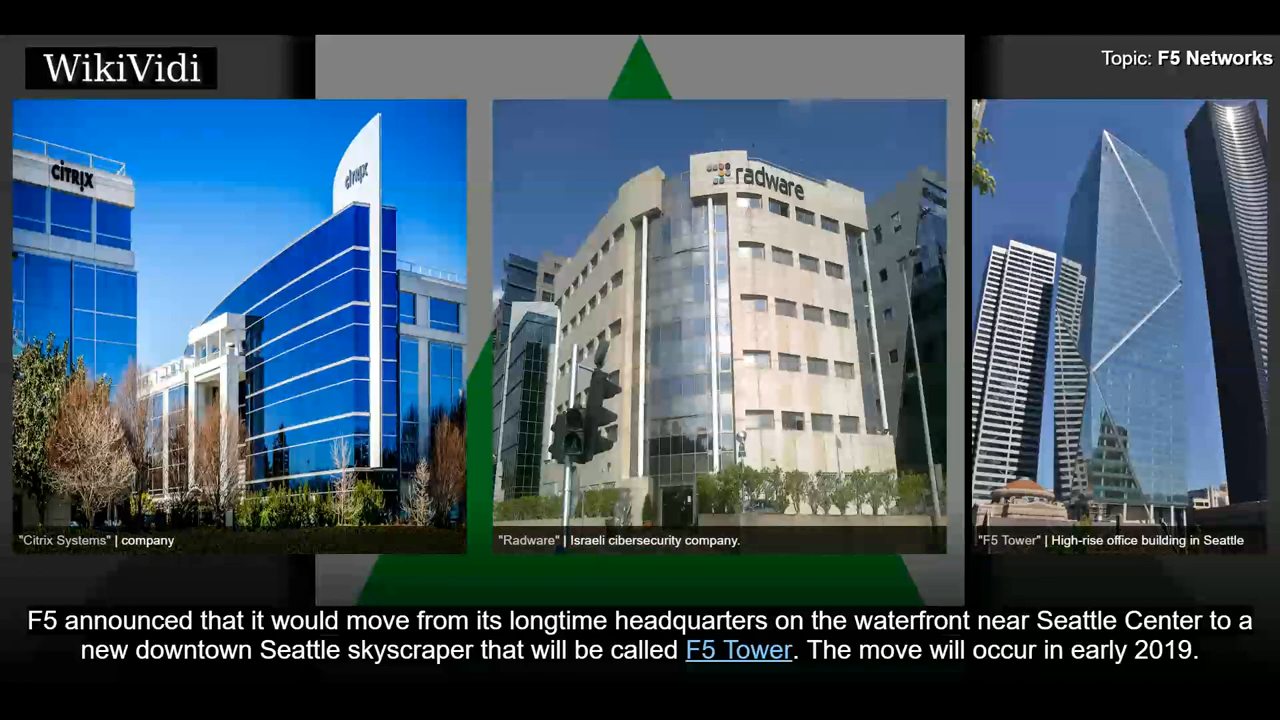 WikiVidi
Topic: F5 Networks
CİTRIX
citrix
radware
"Citrix Systems" | company
"Radware" | Israeli cibersecurity company.
"F5 Tower" | High-rise office building in Seattle
F5 announced that it would move from its longtime headquarters on the waterfront near Seattle Center to a
new downtown Seattle skyscraper that will be called F5 Tower. The move will occur in early 2019.